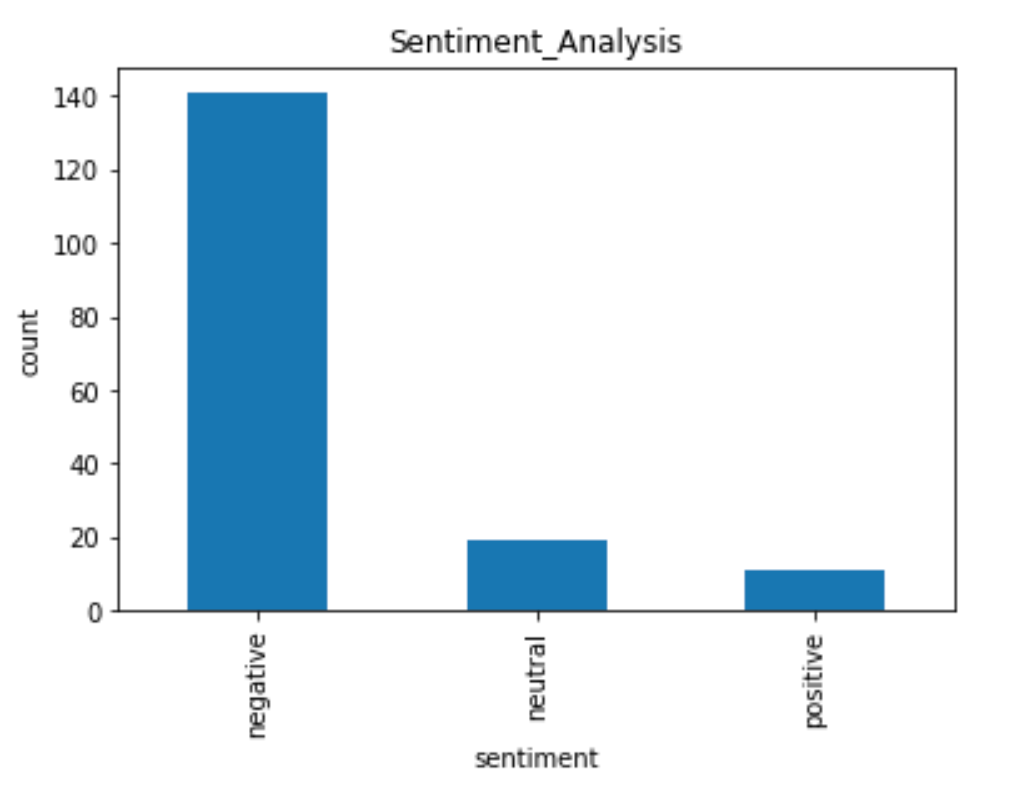 Sentiment_Analysis
140
120
100
80
60
40
20
0
count
negative
neutral
positive
sentiment